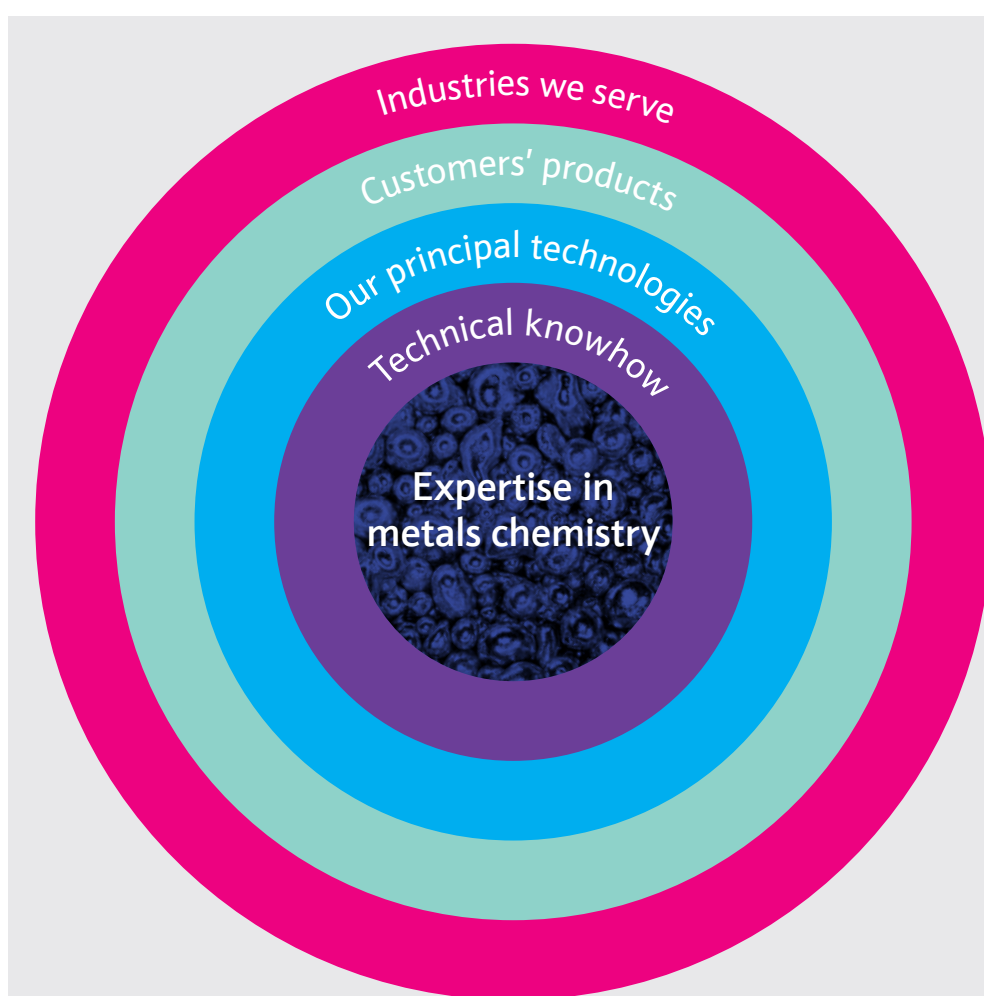 Industries we serve
Customers’ products
Our principal technologies
Technical knowhow
Expertise in
metals chemistry